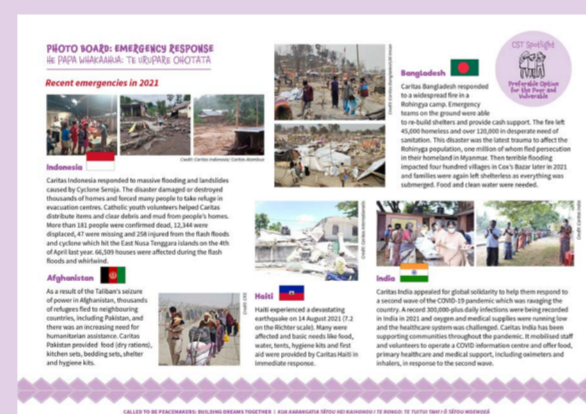 PHOTO BOARD: EMERGENCY RESPONSE
HE PAPA WHAKAAHUA: TE URUPARE OHOTATA
Recent emergencies in 2021
Credit: Caritas Indonesia/ Caritas Atambua
Indonesia
Caritas Indonesia responded to massive flooding and landslides
caused by Cyclone Seroja. The disaster damaged or destroyed
thousands of homes and forced many people to take refuge in
evacuation centres. Catholic youth volunteers helped Caritas
distribute items and clear debris and mud from people's homes.
More than 181 people were confirmed dead, 12,344 were
displaced, 47 were missing and 258 injured from the flash floods
and cyclone which hit the East Nusa Tenggara islands on the 4th
of April last year. 66,509 houses were affected during the flash
floods and whirlwind.
Afghanistan
As a result of the Taliban's seizure
of power in Afghanistan, thousands
of refugees fled to neighbouring
countries, including Pakistan, and
there was an increasing need for
humanitarian assistance. Caritas
Pakistan provided food (dry rations),
kitchen sets, bedding sets, shelter
and hygiene kits.
Credit: CRS
Bangladesh
Caritas Bangladesh responded
to a widespread fire in a
Rohingya camp. Emergency
teams on the ground were able
to re-build shelters and provide cash support. The fire left
45,000 homeless and over 120,000 in desperate need of
sanitation. This disaster was the latest trauma to affect the
Rohingya population, one million of whom fled persecution
in their homeland in Myanmar. Then terrible flooding
impacted four hundred villages in Cox's Bazar later in 2021
and families were again left shelterless as everything was
submerged. Food and clean water were needed.
CST Spotlight
Preferable Option
for the Poor and
Vulnerable
Haiti
Haiti experienced a devastating
earthquake on 14 August 2021 (7.2
on the Richter scale). Many were
affected and basic needs like food,
water, tents, hygiene kits and first
aid were provided by Caritas Haiti in
immediate response.
Credit: Caritas India
India
Caritas India appealed for global solidarity to help them respond to
a second wave of the COVID-19 pandemic which was ravaging the
country. A record 300,000-plus daily infections were being recorded
in India in 2021 and oxygen and medical supplies were running low
and the healthcare system was challenged. Caritas India has been
supporting communities throughout the pandemic. It mobilised staff
and volunteers to operate a COVID information centre and offer food,
primary healthcare and medical support, including oximeters and
inhalers, in response to the second wave.
CALLED TO BE PEACEMAKERS: BUILDING DREAMS TOGETHER | KUA KARANGATIA TĀTOU HEI KAIHOHOU I TE RONGO: TE TUITUI TAHI I Ō TĀTOU MOEMOEĀ